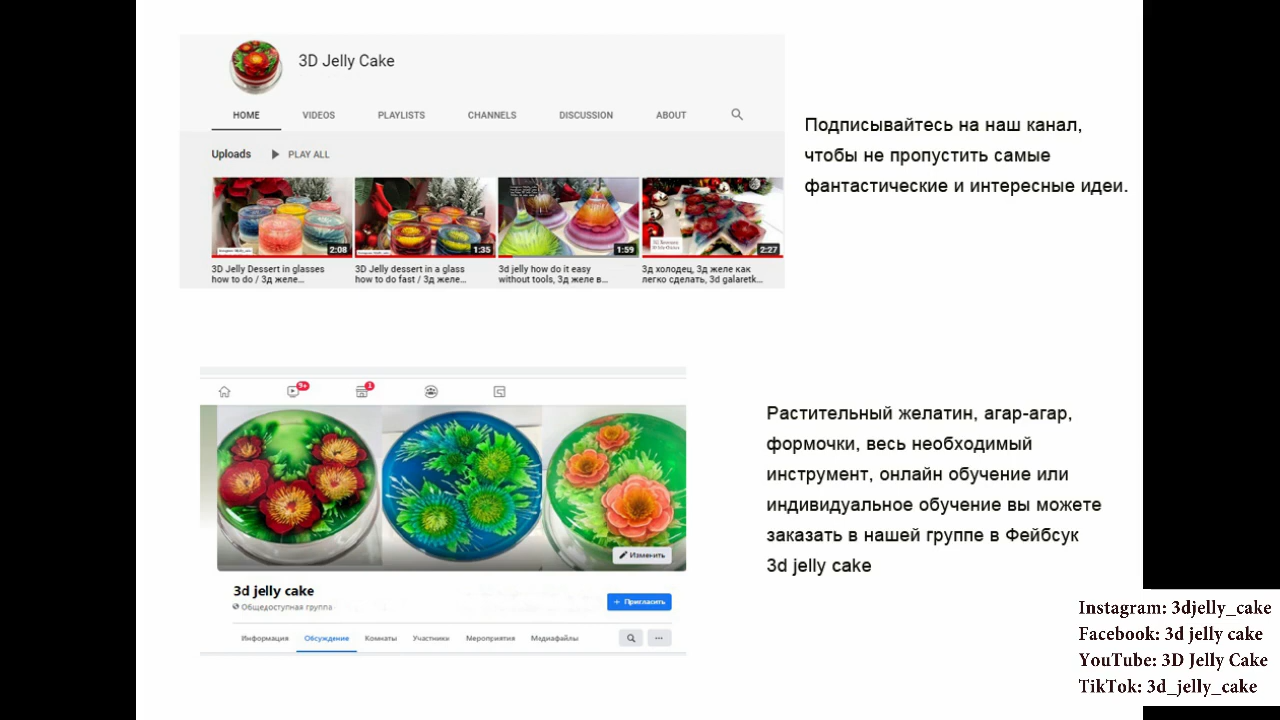 3D Jelly Cake
HOME VIDEOS PLAYLISTS CHANNELS DISCUSSION ABOUT
Uploads PLAY ALL
2:08 1:35 1:59 2:27
3D Jelly Dessert in glasses
how to do / 3д желе...
3D Jelly dessert in a glass
how to do fast / 3д желе...
3d jelly how do it easy
without tools, 3д желе в...
3д холодец, 3д желе как
легко сделать, 3d galaretk...
Подписывайтесь на наш канал,
чтобы не пропустить самые
фантастические и интересные идеи.
9+ 1
Изменить
3d jelly cake
Общедоступная группа
+ Пригласить
Информация Обсуждение Комнаты Участники Мероприятия Медиафайлы
Растительный желатин, агар-агар,
формочки, весь необходимый
инструмент, онлайн обучение или
индивидуальное обучение вы можете
заказать в нашей группе в Фейбсук
3d jelly cake
Instagram: 3djelly_cake
Facebook: 3d jelly cake
YouTube: 3D Jelly Cake
TikTok: 3d_jelly_cake